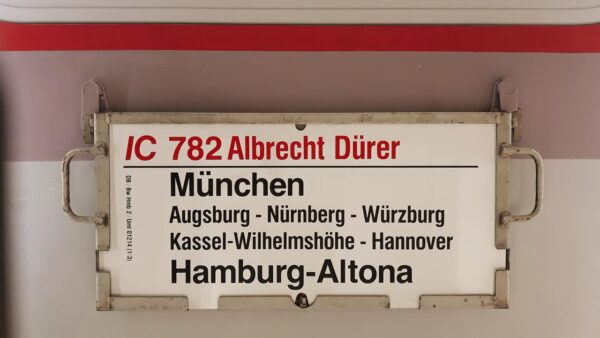 IC 782 Albrecht Dürer
München
Augsburg - Nürnberg - Würzburg
Kassel-Wilhelmshöhe - Hannover
Hamburg-Altona